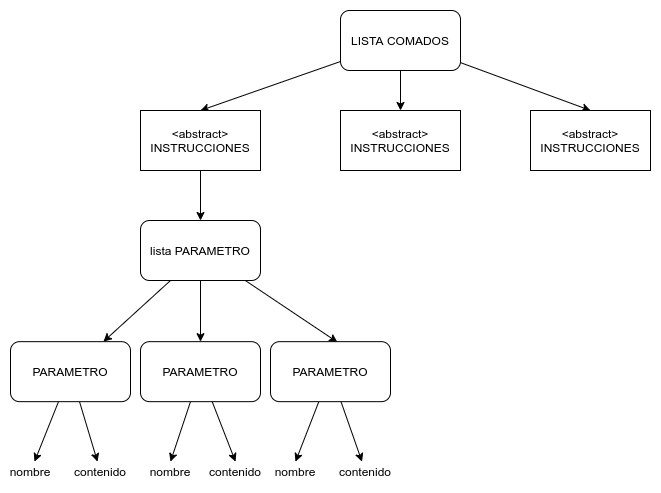 LISTA COMADOS
<abstract>
INSTRUCCIONES
<abstract>
INSTRUCCIONES
<abstract>
INSTRUCCIONES
lista PARAMETRO
PARAMETRO
PARAMETRO
PARAMETRO
nombre
contenido
nombre
contenido
nombre
contenido